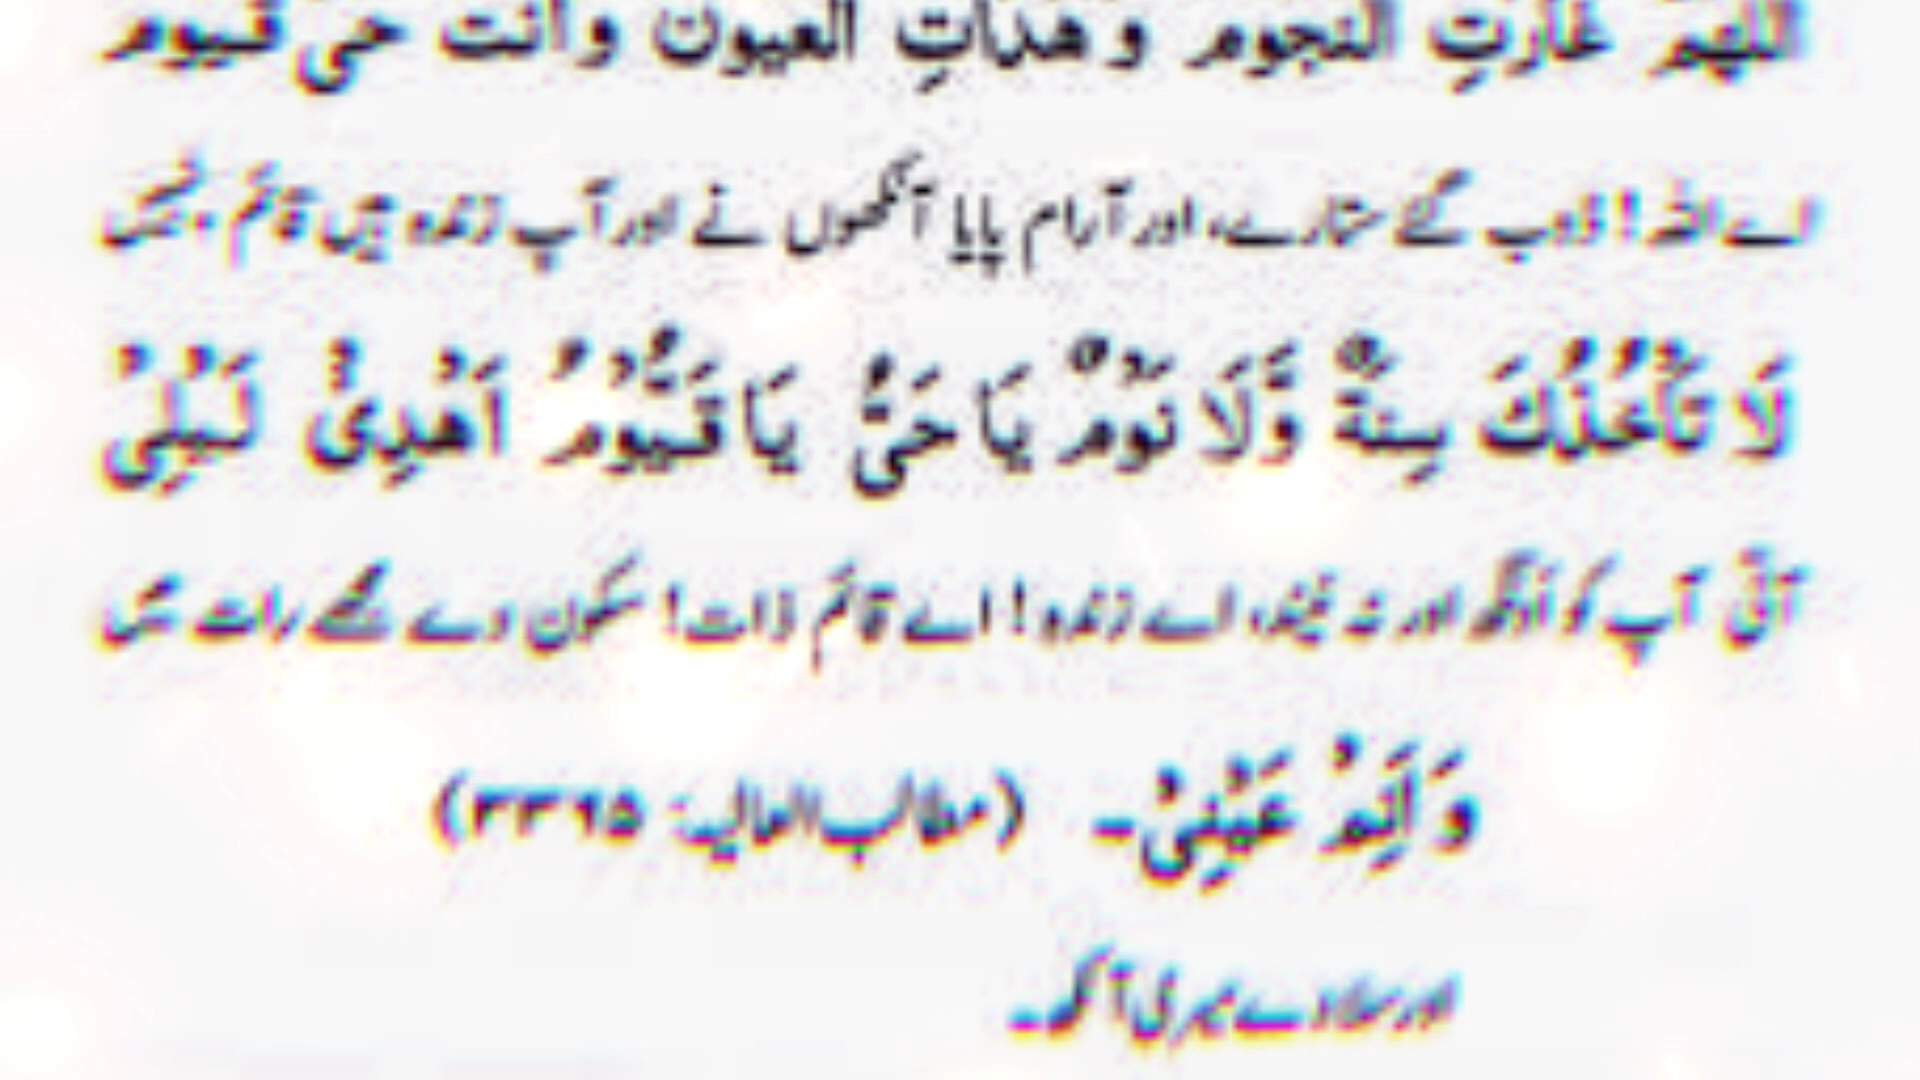 اللهم غارت النجوم وهدأت العيون وأنت حي قيوم
اے اللہ! ڈوب گئے ستارے، اور آرام پایا آنکھوں نے اور آپ زندہ ہیں قائم۔ نہیں
لَا تَأْخُذُكَ سِنَةٌ وَّلَا نَوْمٌ يَا حَيُّ يَا قَيُّوْمُ اَهْدِئْ لَيْلِيْ
آتی آپ کو اونگھ اور نہ نیند، اے زندہ! اے قائم ذات! سکون دے مجھے رات میں
وَ اَنِمْ عَيْنِيْ۔ (مطالب العالیہ: ۳۳۶۵)
اور سلا دے میری آنکھ۔